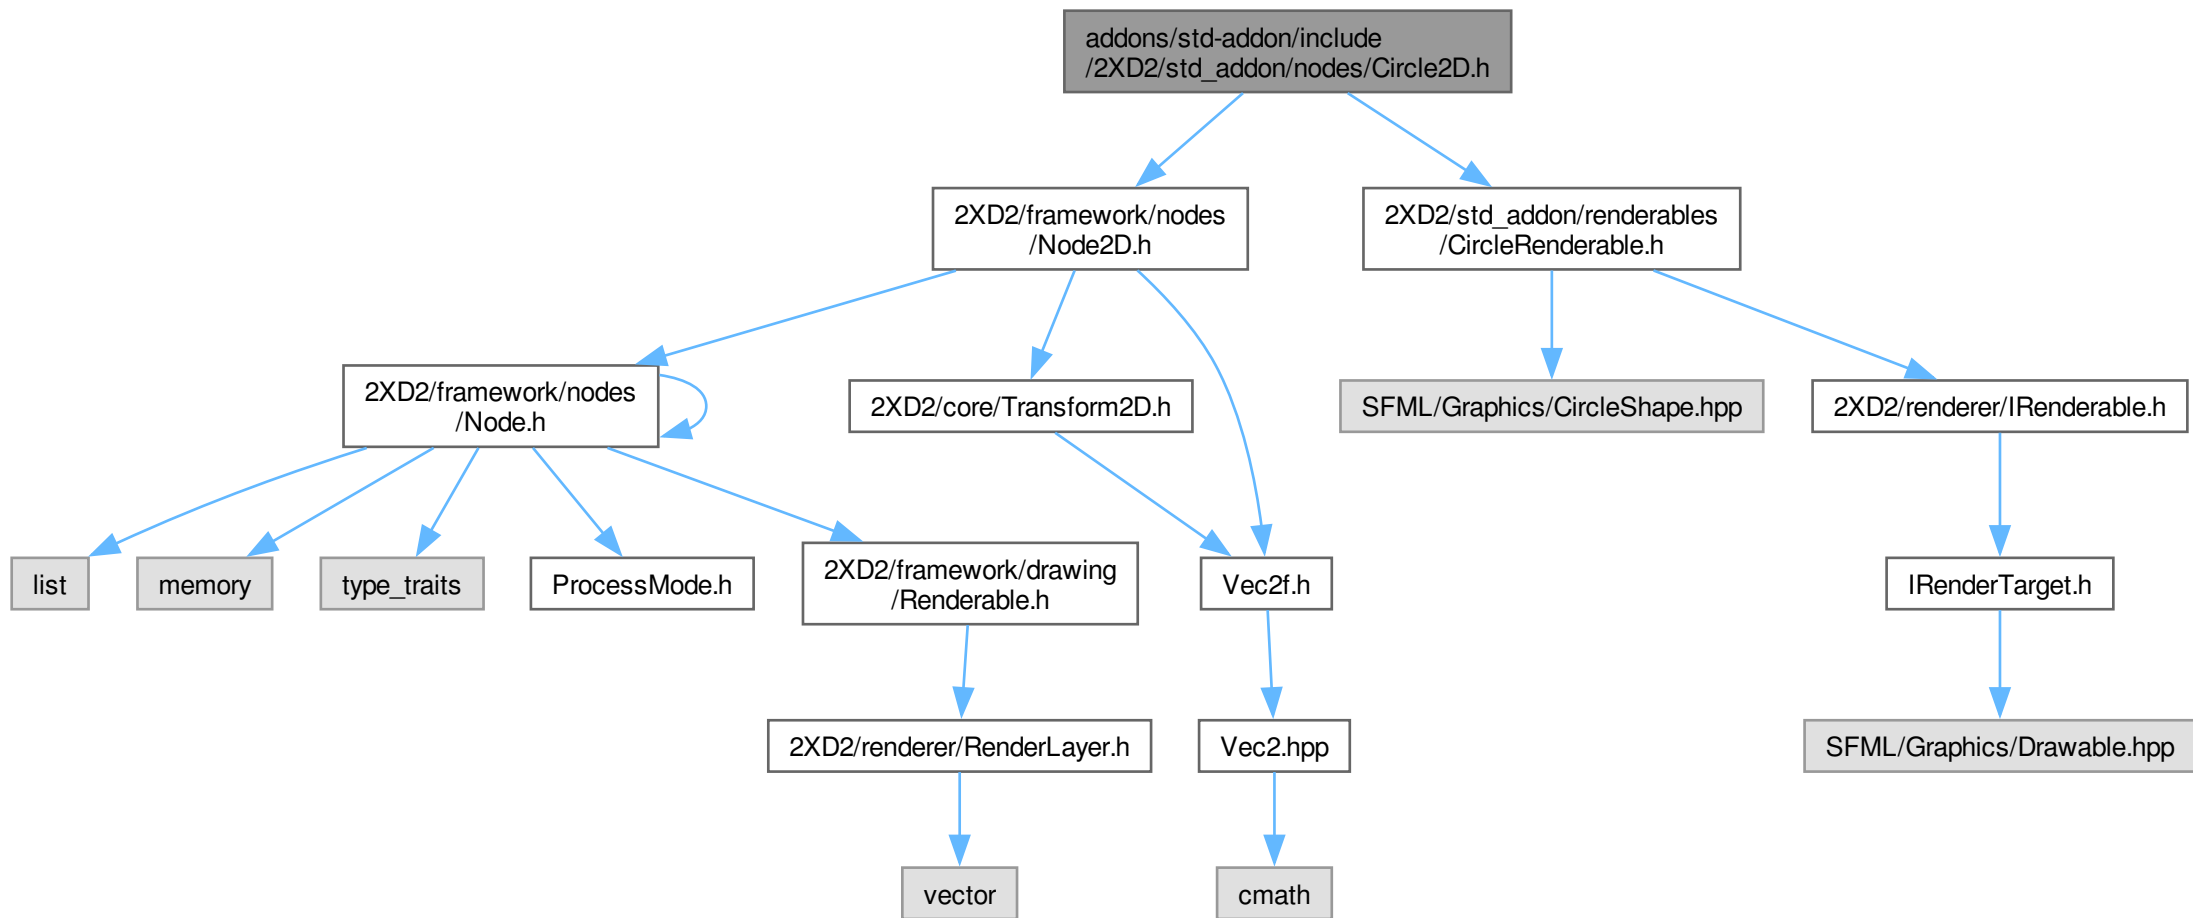 addons/std-addon/include
/2XD2/std_addon/nodes/Circle2D.h
2XD2/framework/nodes
/Node2D.h
2XD2/std_addon/renderables
/CircleRenderable.h
2XD2/framework/nodes
/Node.h
2XD2/core/Transform2D.h
SFML/Graphics/CircleShape.hpp
2XD2/renderer/IRenderable.h
list
memory
type_traits
ProcessMode.h
2XD2/framework/drawing
/Renderable.h
Vec2f.h
IRenderTarget.h
2XD2/renderer/RenderLayer.h
Vec2.hpp
SFML/Graphics/Drawable.hpp
vector
cmath